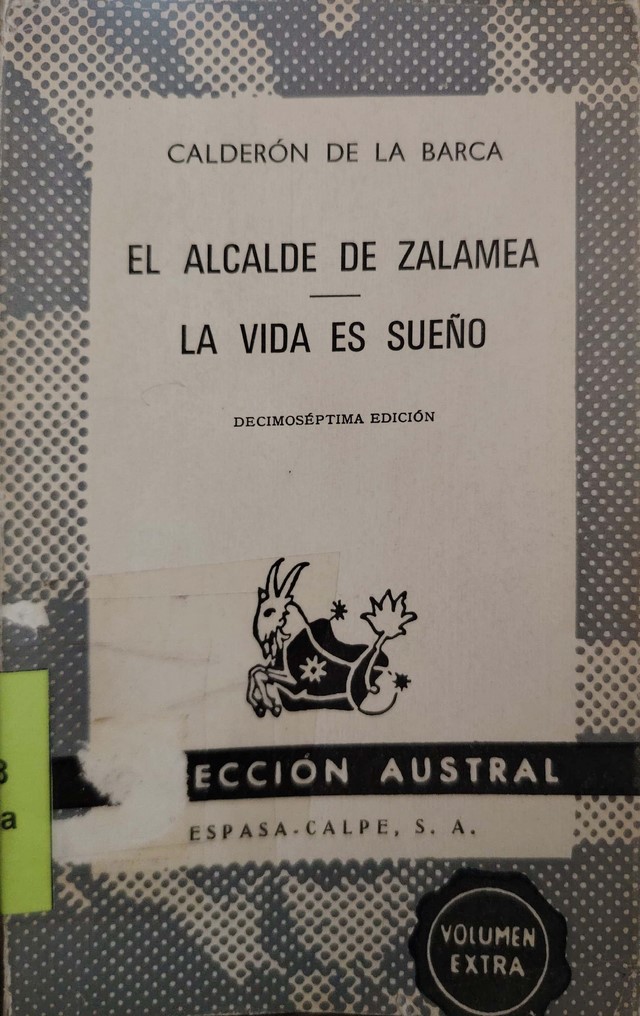 CALDERÓN DE LA BARCA
EL ALCALDE DE ZALAMEA
LA VIDA ES SUEÑO
DECIMOSÉPTIMA EDICIÓN
8
a
ECCIÓN AUSTRAL
ESPASA-CALPE, S. A.
VOLUMEN
EXTRA